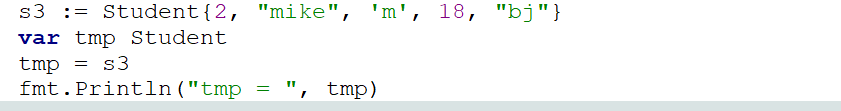 s3 := Student{2, "mike", 'm', 18, "bj"}
var tmp Student
tmp = s3
fmt.Println("tmp = ", tmp)